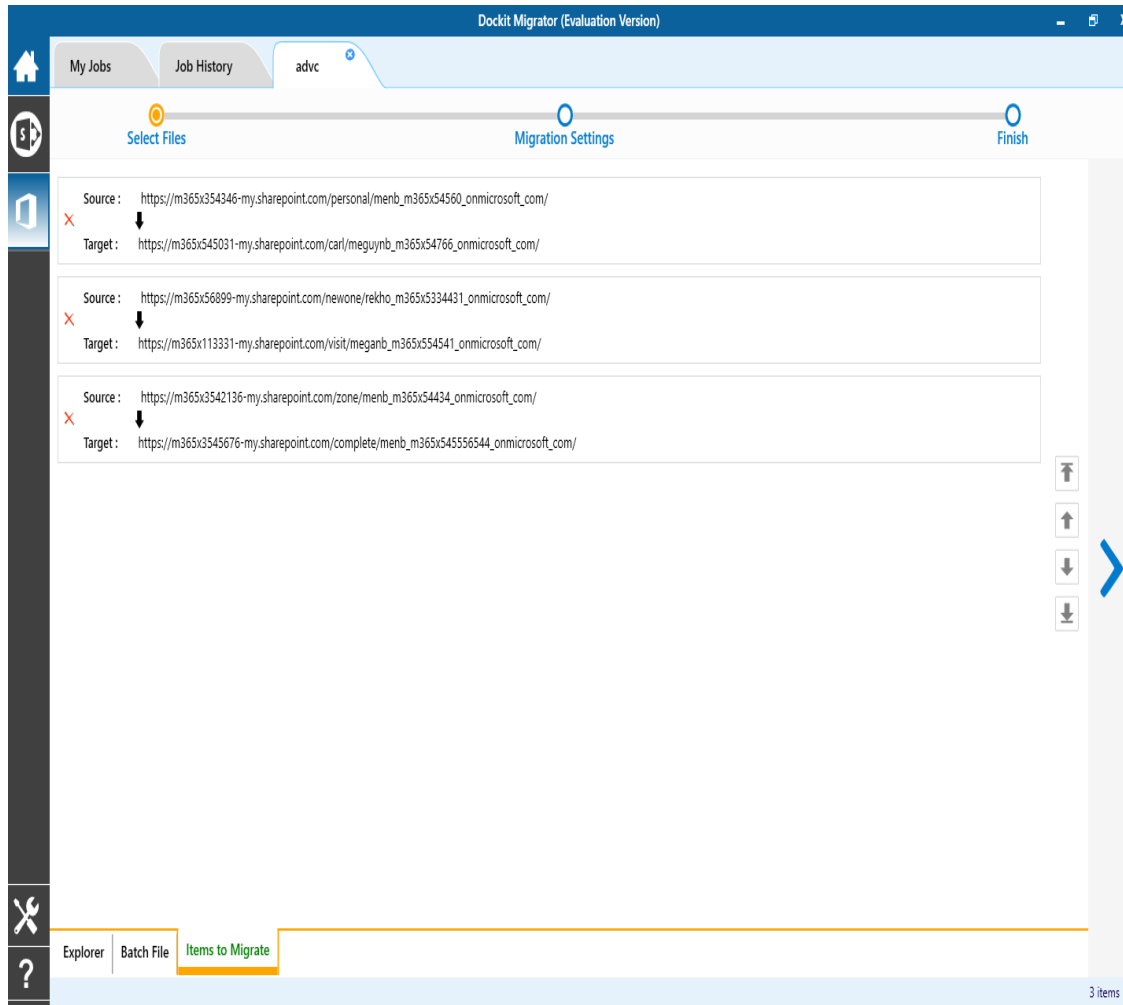 Dockit Migrator (Evaluation Version)
My Jobs
Job History
advc
Select Files
Migration Settings
Finish
Source : https://m365x354346-my.sharepoint.com/personal/menb_m365x54560_onmicrosoft_com/
Target : https://m365x545031-my.sharepoint.com/carl/meguynb_m365x54766_onmicrosoft_com/
Source : https://m365x56899-my.sharepoint.com/newone/rekho_m365x5334431_onmicrosoft_com/
Target : https://m365x113331-my.sharepoint.com/visit/meganb_m365x554541_onmicrosoft_com/
Source : https://m365x3542136-my.sharepoint.com/zone/menb_m365x54434_onmicrosoft_com/
Target : https://m365x3545676-my.sharepoint.com/complete/menb_m365x545556544_onmicrosoft_com/
Explorer
Batch File
Items to Migrate
3 items